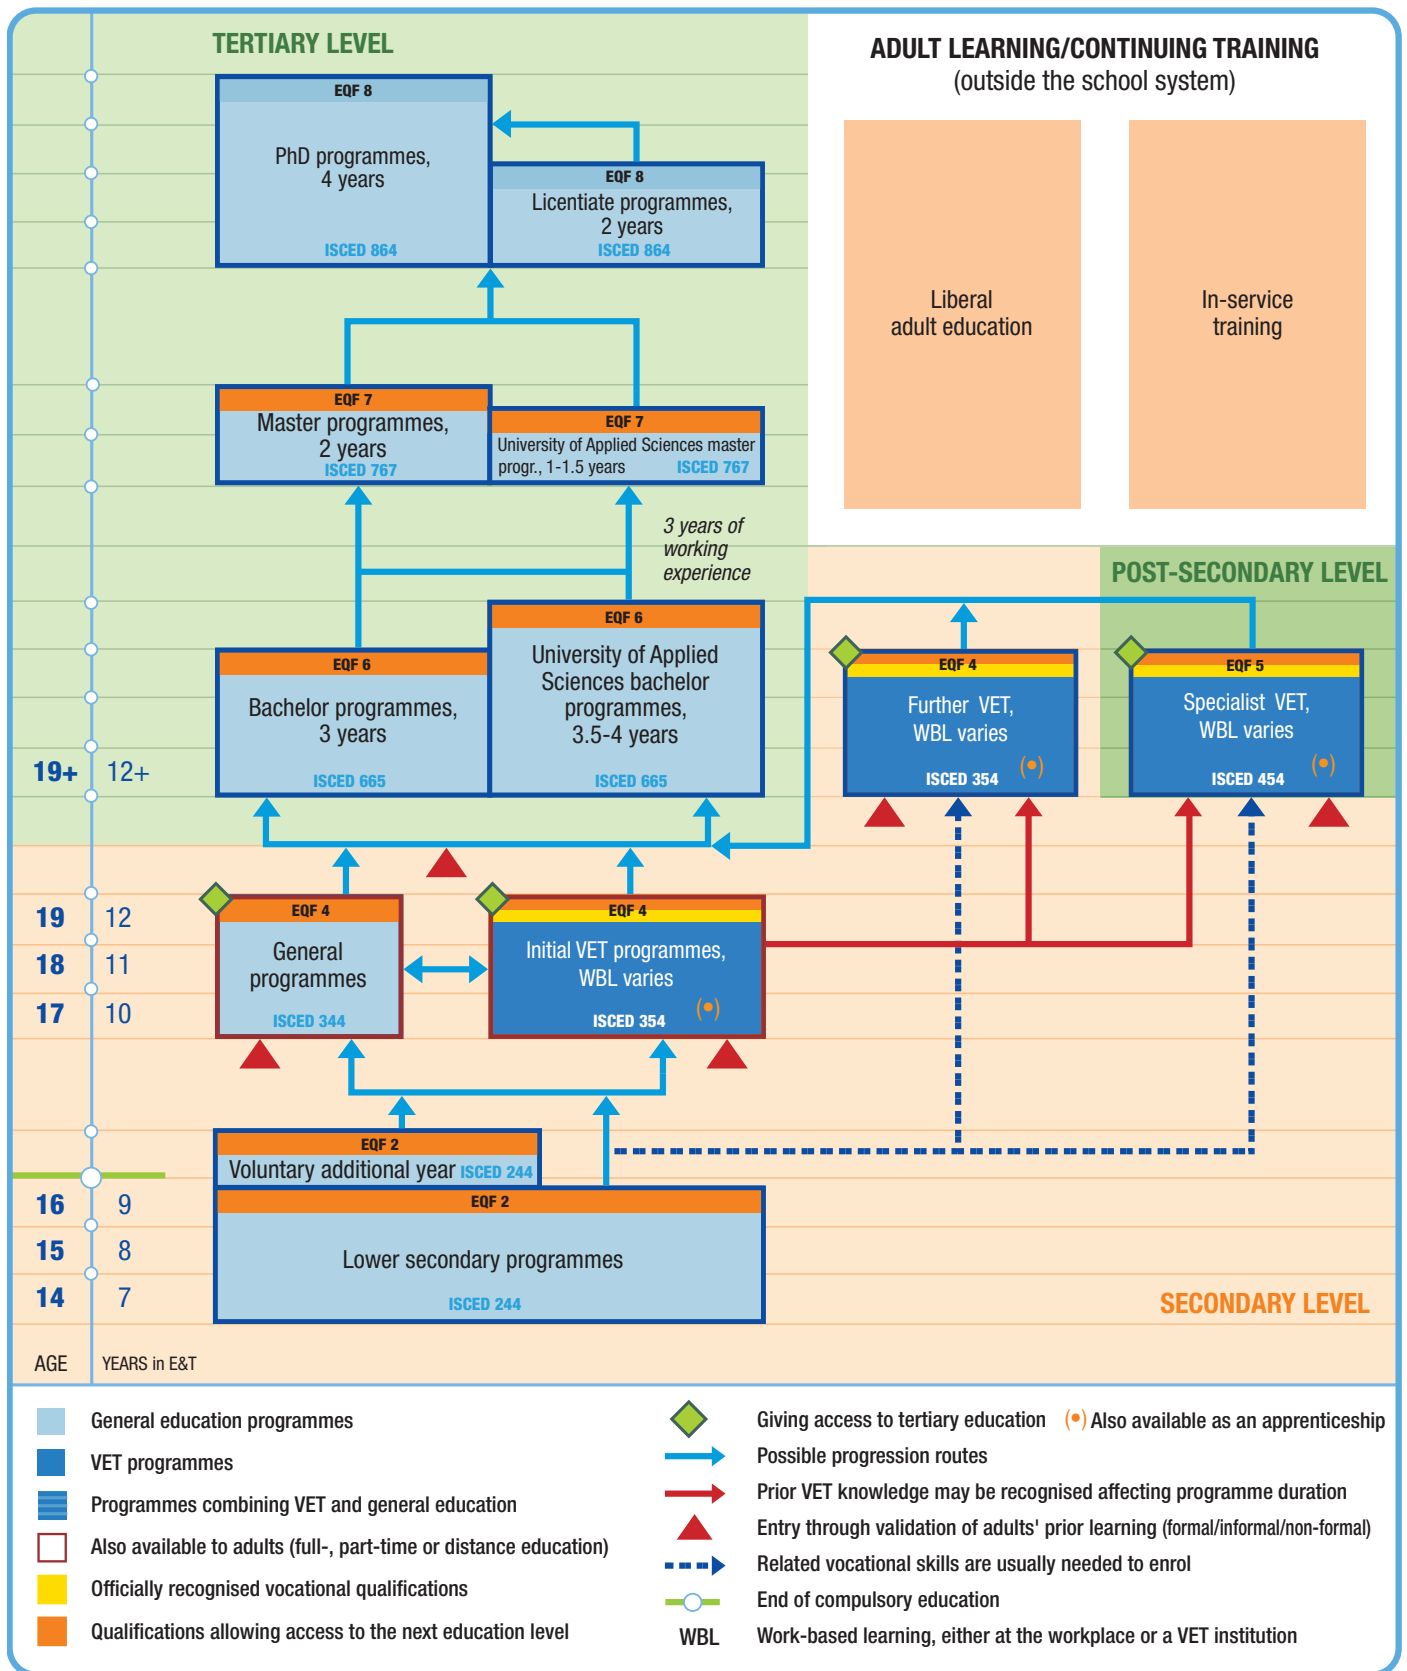 TERTIARY LEVEL
ADULT LEARNING/CONTINUING TRAINING
(outside the school system)
EQF 8
PhD programmes,
4 years
ISCED 864
EQF 8
Licentiate programmes,
2 years
ISCED 864
Liberal
adult education
In-service
training
EQF 7
Master programmes,
2 years
ISCED 767
EQF 7
University of Applied Sciences master
progr., 1-1.5 years ISCED 767
3 years of
working
experience
POST-SECONDARY LEVEL
EQF 6
Bachelor programmes,
3 years
ISCED 665
EQF 6
University of Applied
Sciences bachelor
programmes,
3.5-4 years
ISCED 665
EQF 4
Further VET,
WBL varies
ISCED 354 (•)
EQF 5
Specialist VET,
WBL varies
ISCED 454 (•)
19+ 12+
19 12
18 11
17 10
EQF 4
General
programmes
ISCED 344
EQF 4
Initial VET programmes,
WBL varies
ISCED 354 (•)
EQF 2
Voluntary additional year ISCED 244
16 9
15 8
14 7
EQF 2
Lower secondary programmes
ISCED 244
SECONDARY LEVEL
AGE YEARS in E&T
General education programmes
VET programmes
Programmes combining VET and general education
Also available to adults (full-, part-time or distance education)
Officially recognised vocational qualifications
Qualifications allowing access to the next education level
Giving access to tertiary education (•) Also available as an apprenticeship
Possible progression routes
Prior VET knowledge may be recognised affecting programme duration
Entry through validation of adults' prior learning (formal/informal/non-formal)
Related vocational skills are usually needed to enrol
End of compulsory education
WBL Work-based learning, either at the workplace or a VET institution